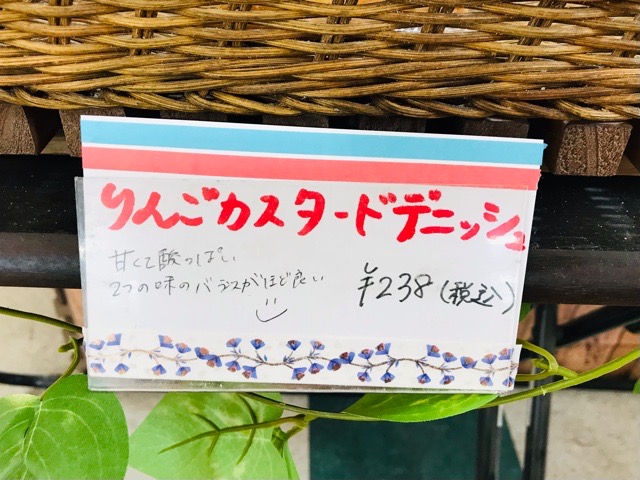 りんごカスタードデニッシュ
甘くて酸っぱい
2つの味のバランスがほど良い
¥238(税込)